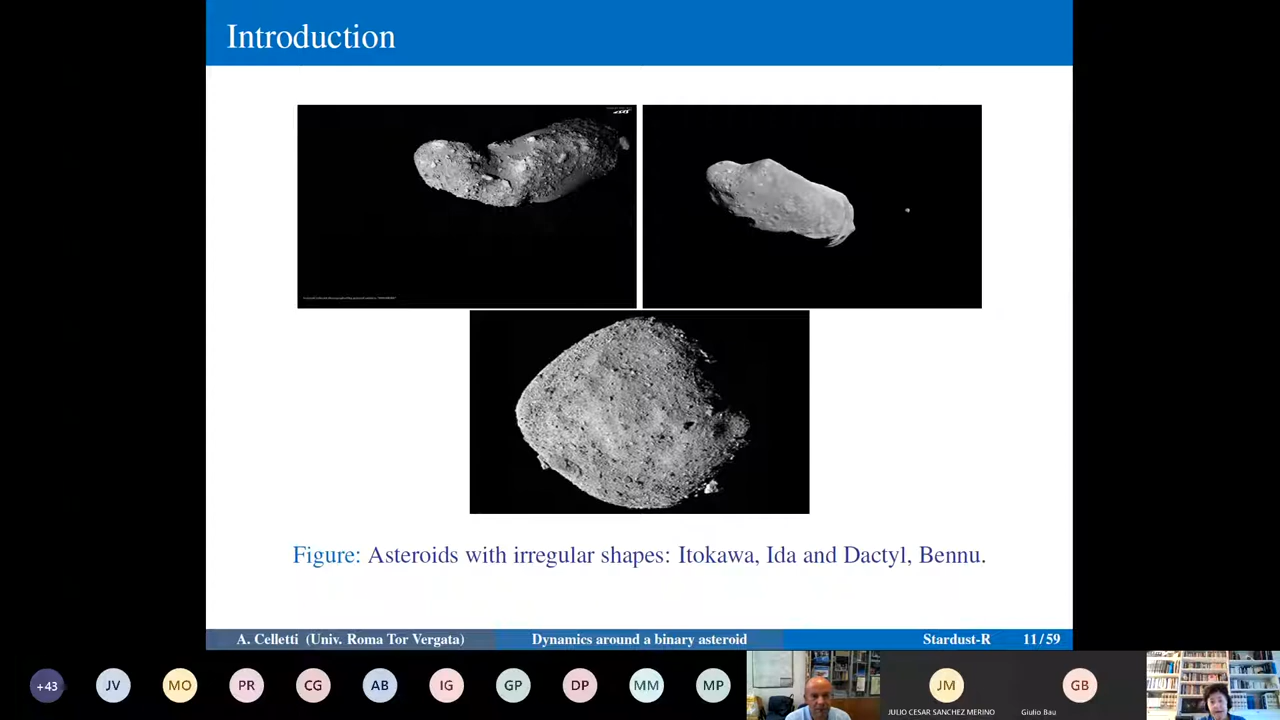 Introduction
Figure: Asteroids with irregular shapes: Itokawa, Ida and Dactyl, Bennu.
A. Celletti (Univ. Roma Tor Vergata) Dynamics around a binary asteroid Stardust-R 11 / 59
+43 JV MO PR CG AB IG GP DP MM MP JM GB
JULIO CESAR SANCHEZ MERINO Giulio Bau